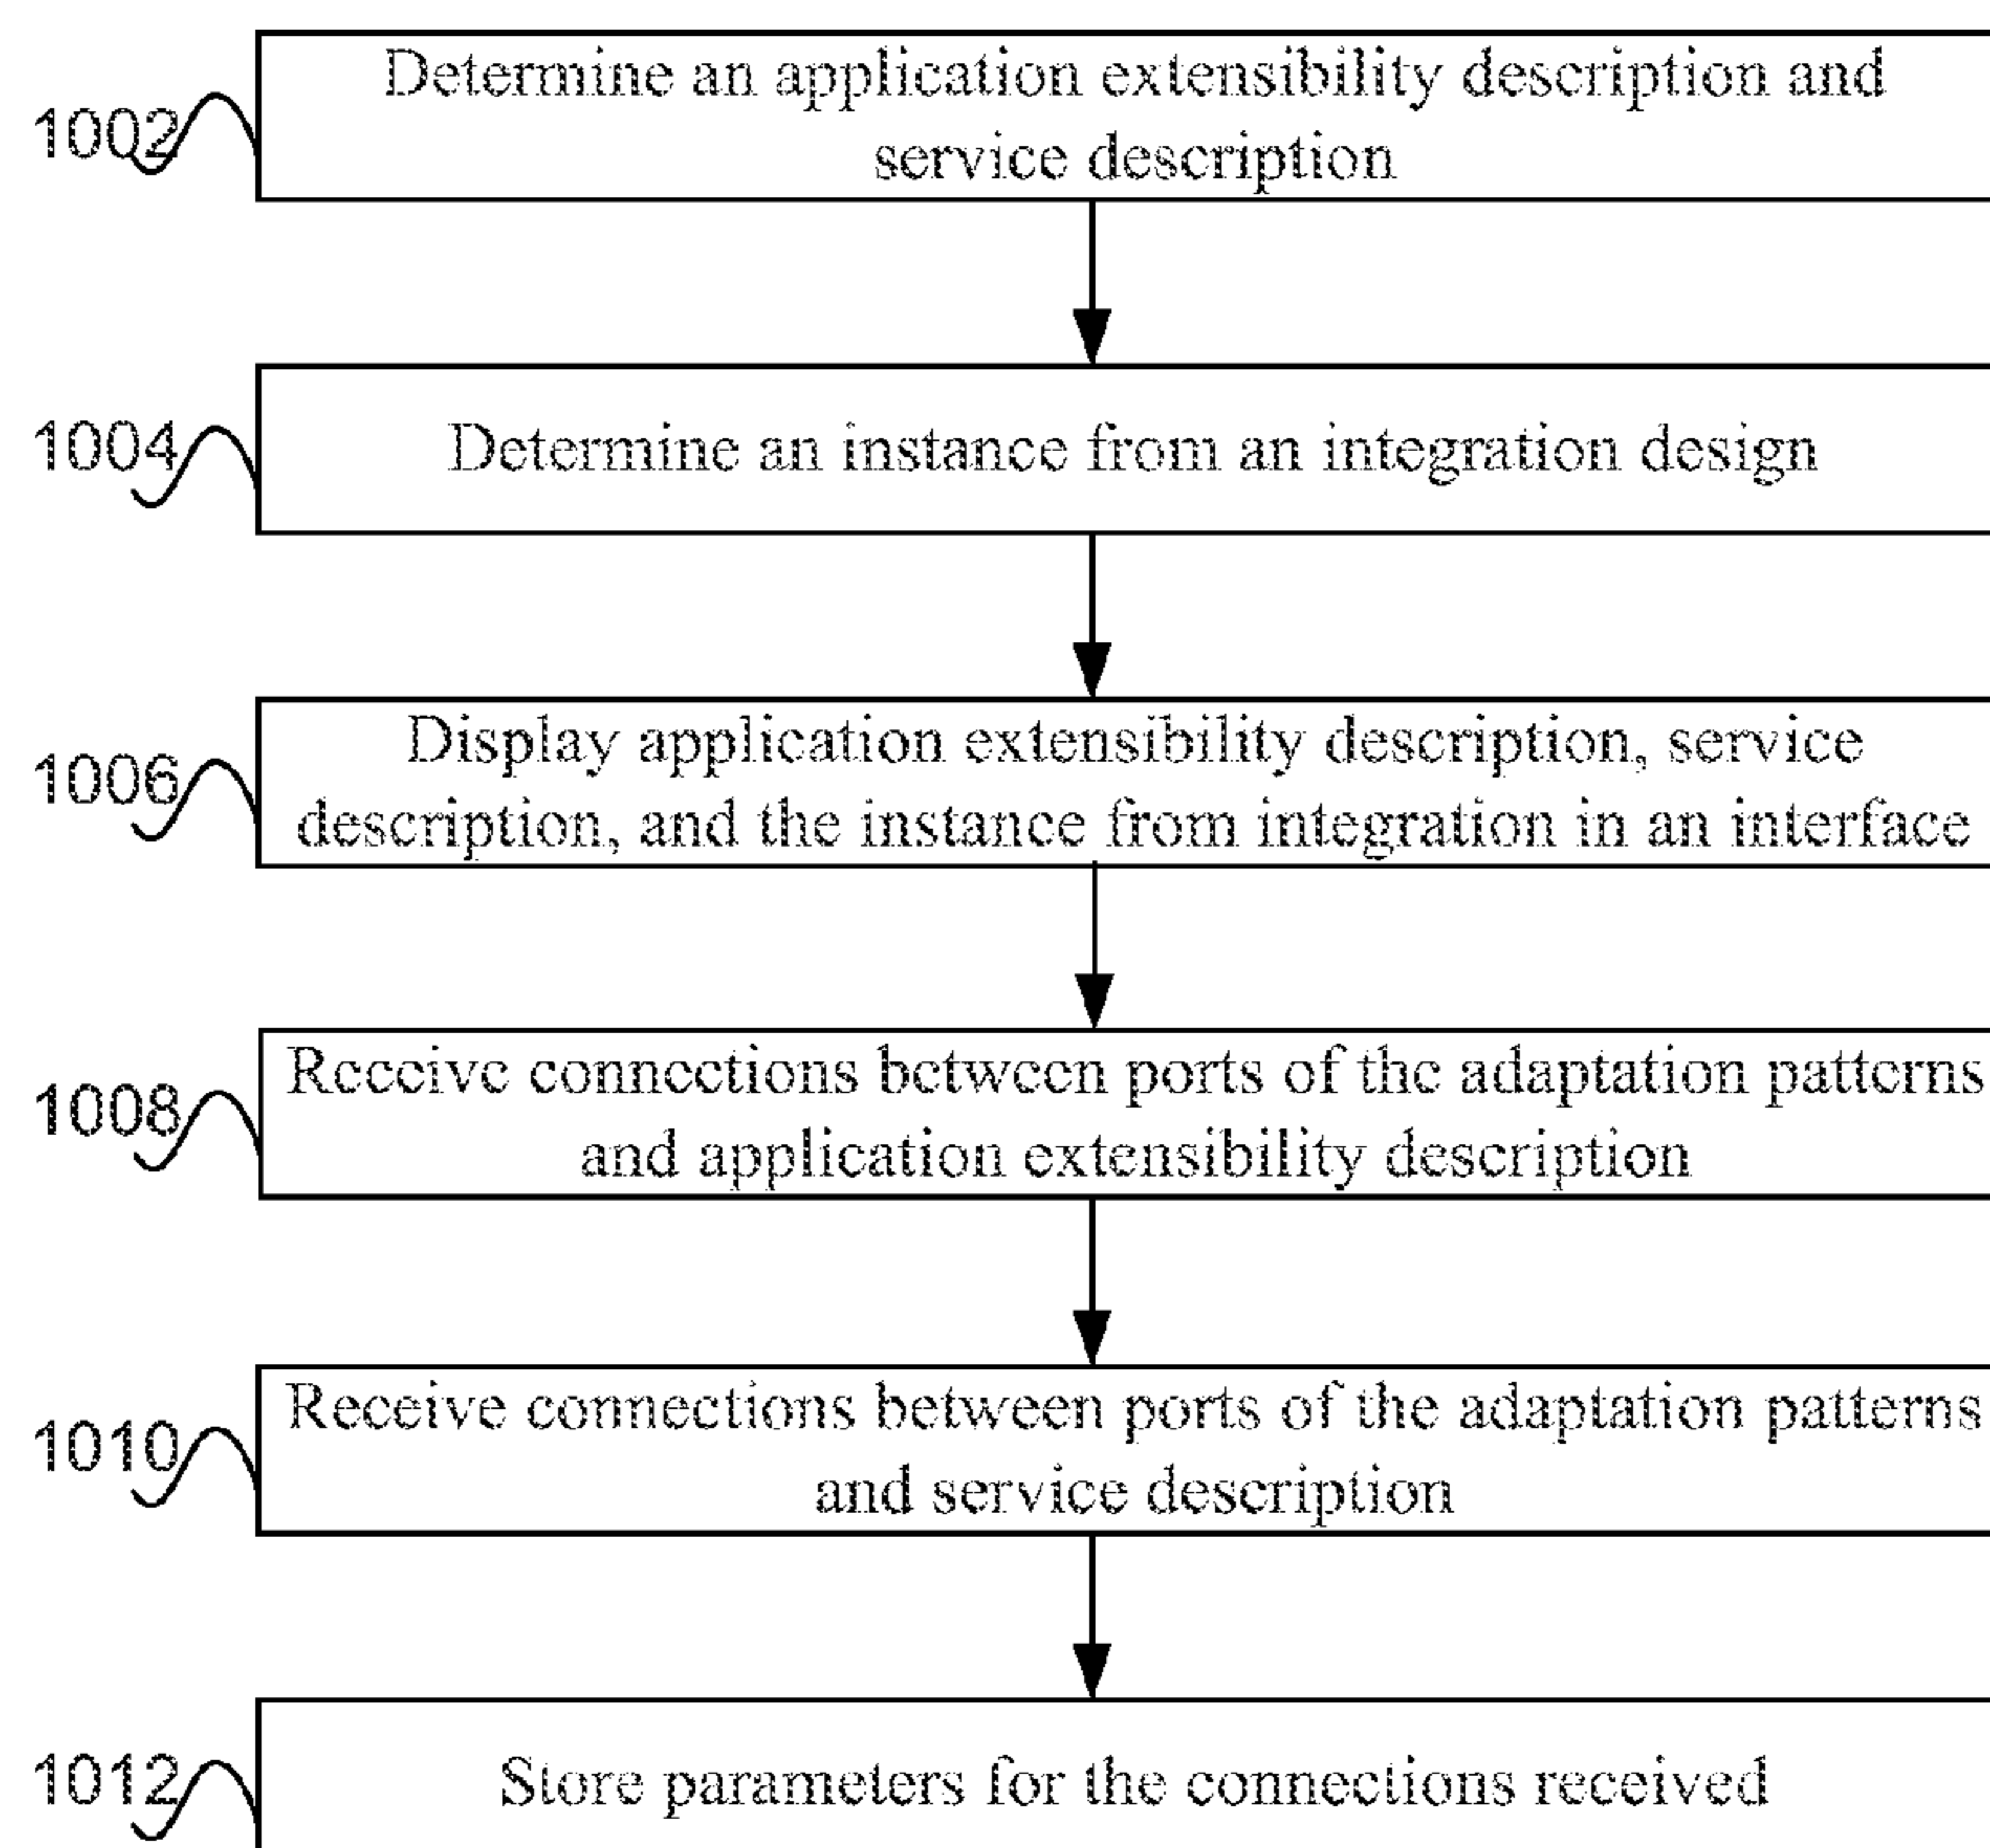 1002
Determine an application extensibility description and
service description
1004
Determine an instance from an integration design
1006
Display application extensibility description, service
description, and the instance from integration in an interface
1008
Receive connections between ports of the adaptation patterns
and application extensibility description
1010
Receive connections between ports of the adaptation patterns
and service description
1012
Store parameters for the connections received